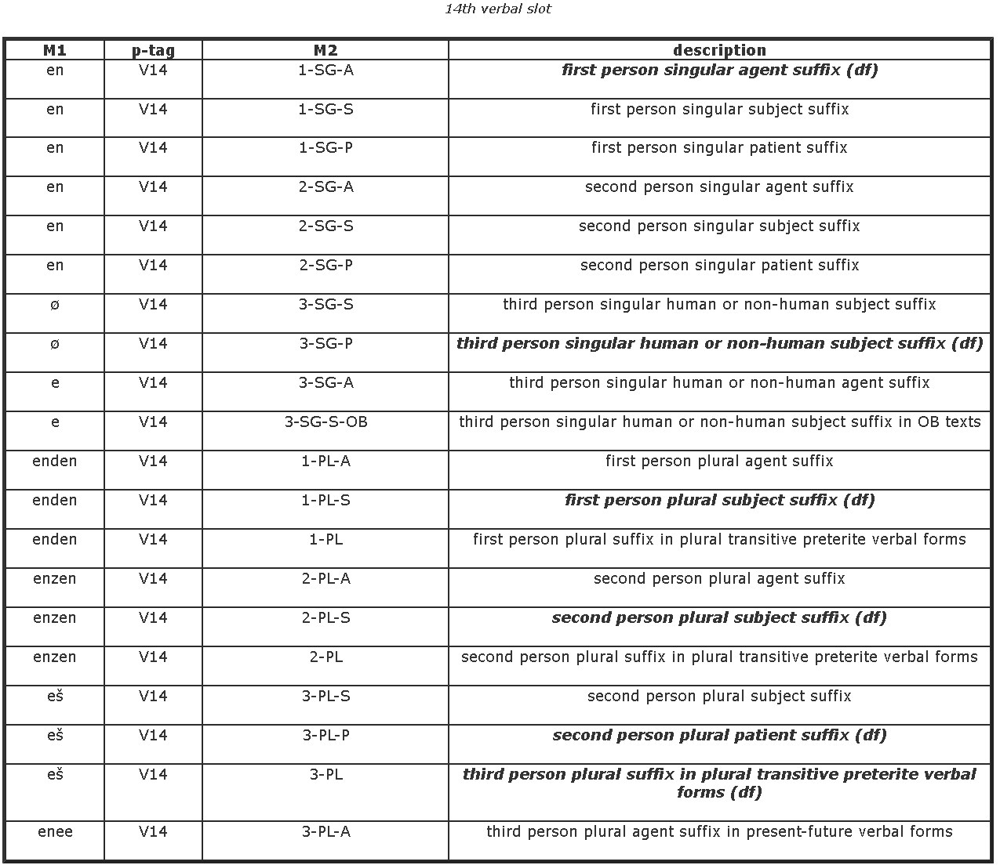 14th verbal slot
M1 p-tag M2 description
en V14 1-SG-A first person singular agent suffix (df)
en V14 1-SG-S first person singular subject suffix
en V14 1-SG-P first person singular patient suffix
en V14 2-SG-A second person singular agent suffix
en V14 2-SG-S second person singular subject suffix
en V14 2-SG-P second person singular patient suffix
ø V14 3-SG-S third person singular human or non-human subject suffix
ø V14 3-SG-P third person singular human or non-human subject suffix (df)
e V14 3-SG-A third person singular human or non-human agent suffix
e V14 3-SG-S-OB third person singular human or non-human subject suffix in OB texts
enden V14 1-PL-A first person plural agent suffix
enden V14 1-PL-S first person plural subject suffix (df)
enden V14 1-PL first person plural suffix in plural transitive preterite verbal forms
enzen V14 2-PL-A second person plural agent suffix
enzen V14 2-PL-S second person plural subject suffix (df)
enzen V14 2-PL second person plural suffix in plural transitive preterite verbal forms
eš V14 3-PL-S second person plural subject suffix
eš V14 3-PL-P second person plural patient suffix (df)
eš V14 3-PL third person plural suffix in plural transitive preterite verbal
forms (df)
enee V14 3-PL-A third person plural agent suffix in present-future verbal forms